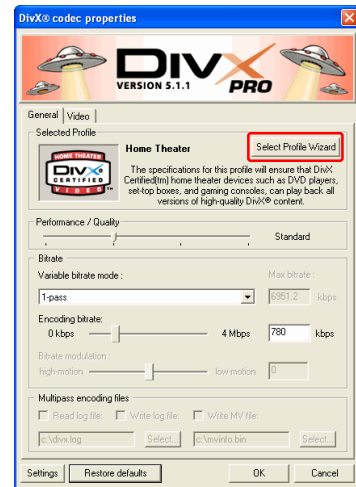 DivX® codec properties
DIVX
VERSION 5.1.1 PRO
General Video
Selected Profile
HOME THEATER
DIVX
CERTIFIED
VIDEO
Home Theater
Select Profile Wizard
The specifications for this profile will ensure that DivX
Certified(tm) home theater devices such as DVD players,
set-top boxes, and gaming consoles, can play back all
versions of high-quality DivX® content.
Performance / Quality
Standard
Bitrate
Variable bitrate mode :
Max bitrate :
1-pass
6951.2 kbps
Encoding bitrate:
0 kbps 4 Mbps 780 kbps
Bitrate modulation :
high-motion low-motion 0
Multipass encoding files
Read log file: Write log file: Write MV file:
c:\divx.log Select... c:\mvinfo.bin Select...
Settings Restore defaults OK Cancel